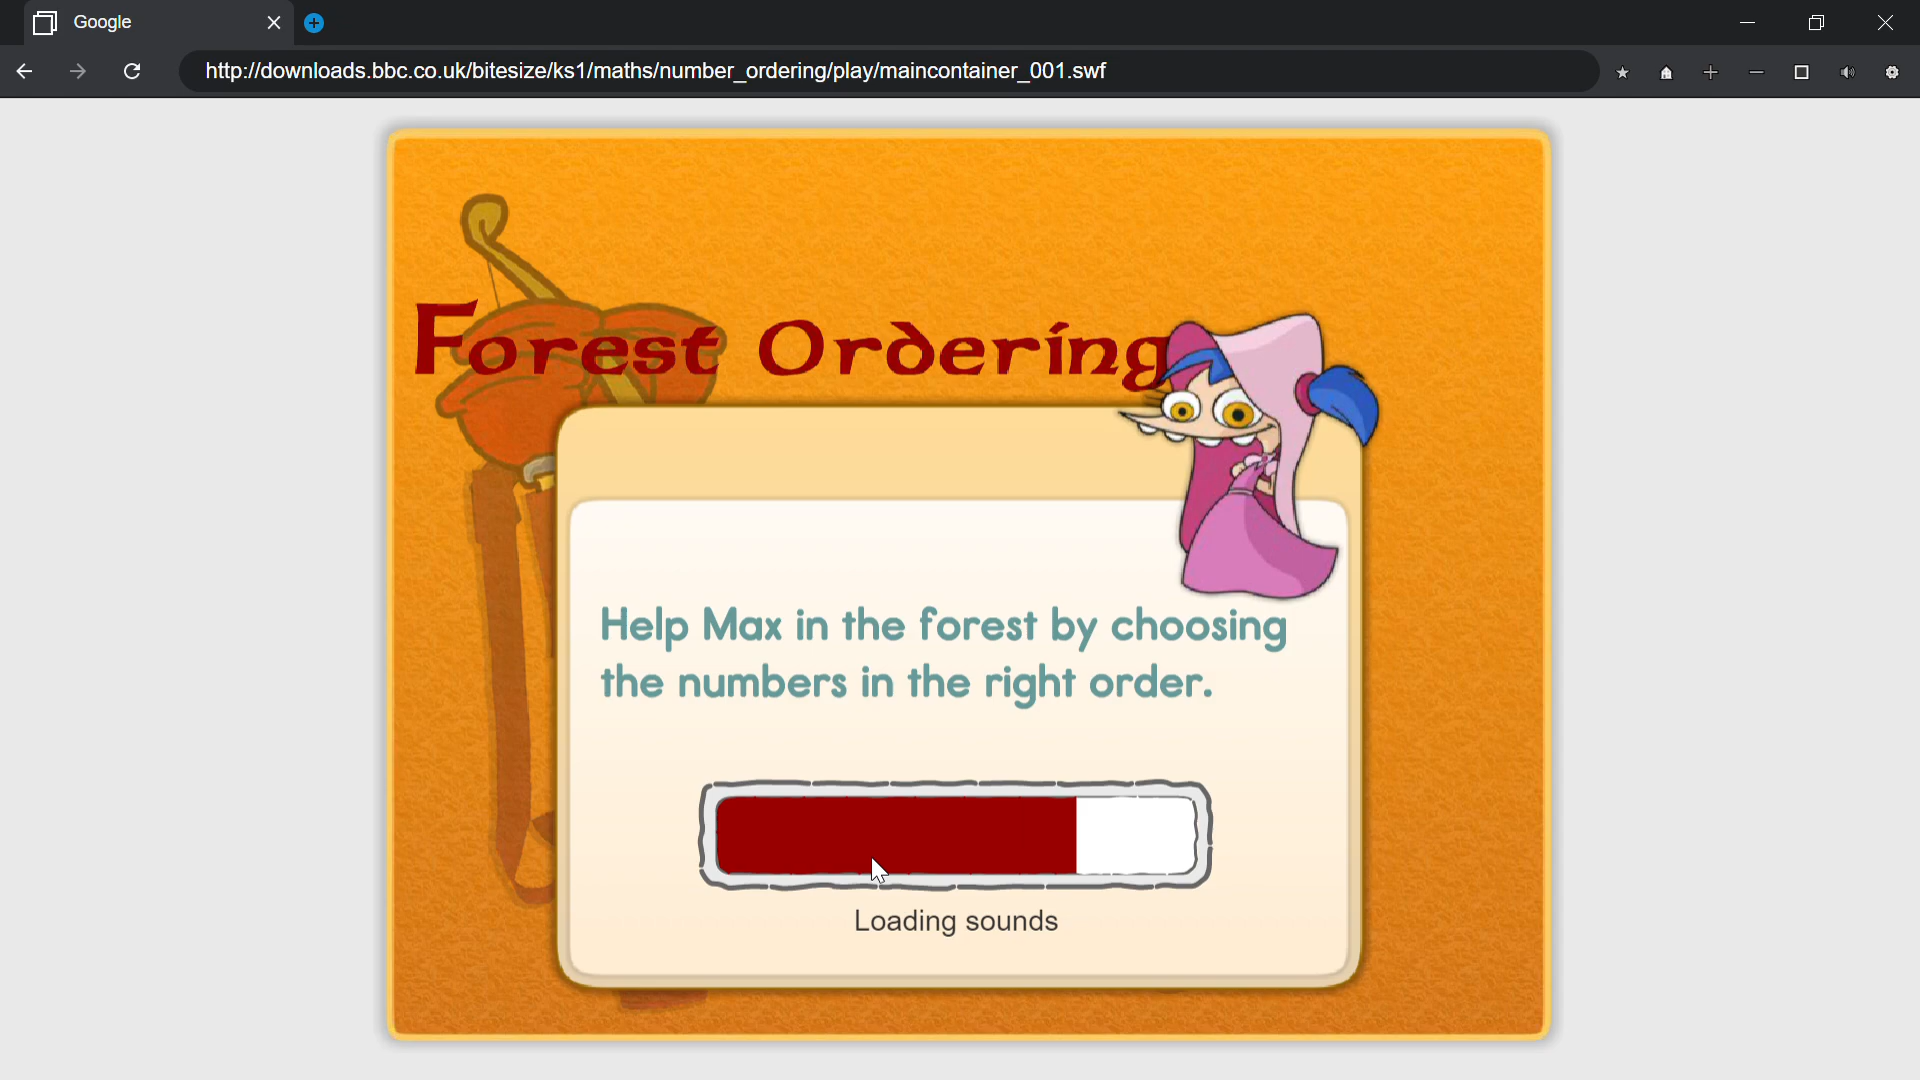 Google
http://downloads.bbc.co.uk/bitesize/ks1/maths/number_ordering/play/maincontainer_001.swf
Forest Ordering
Help Max in the forest by choosing
the numbers in the right order.
Loading sounds